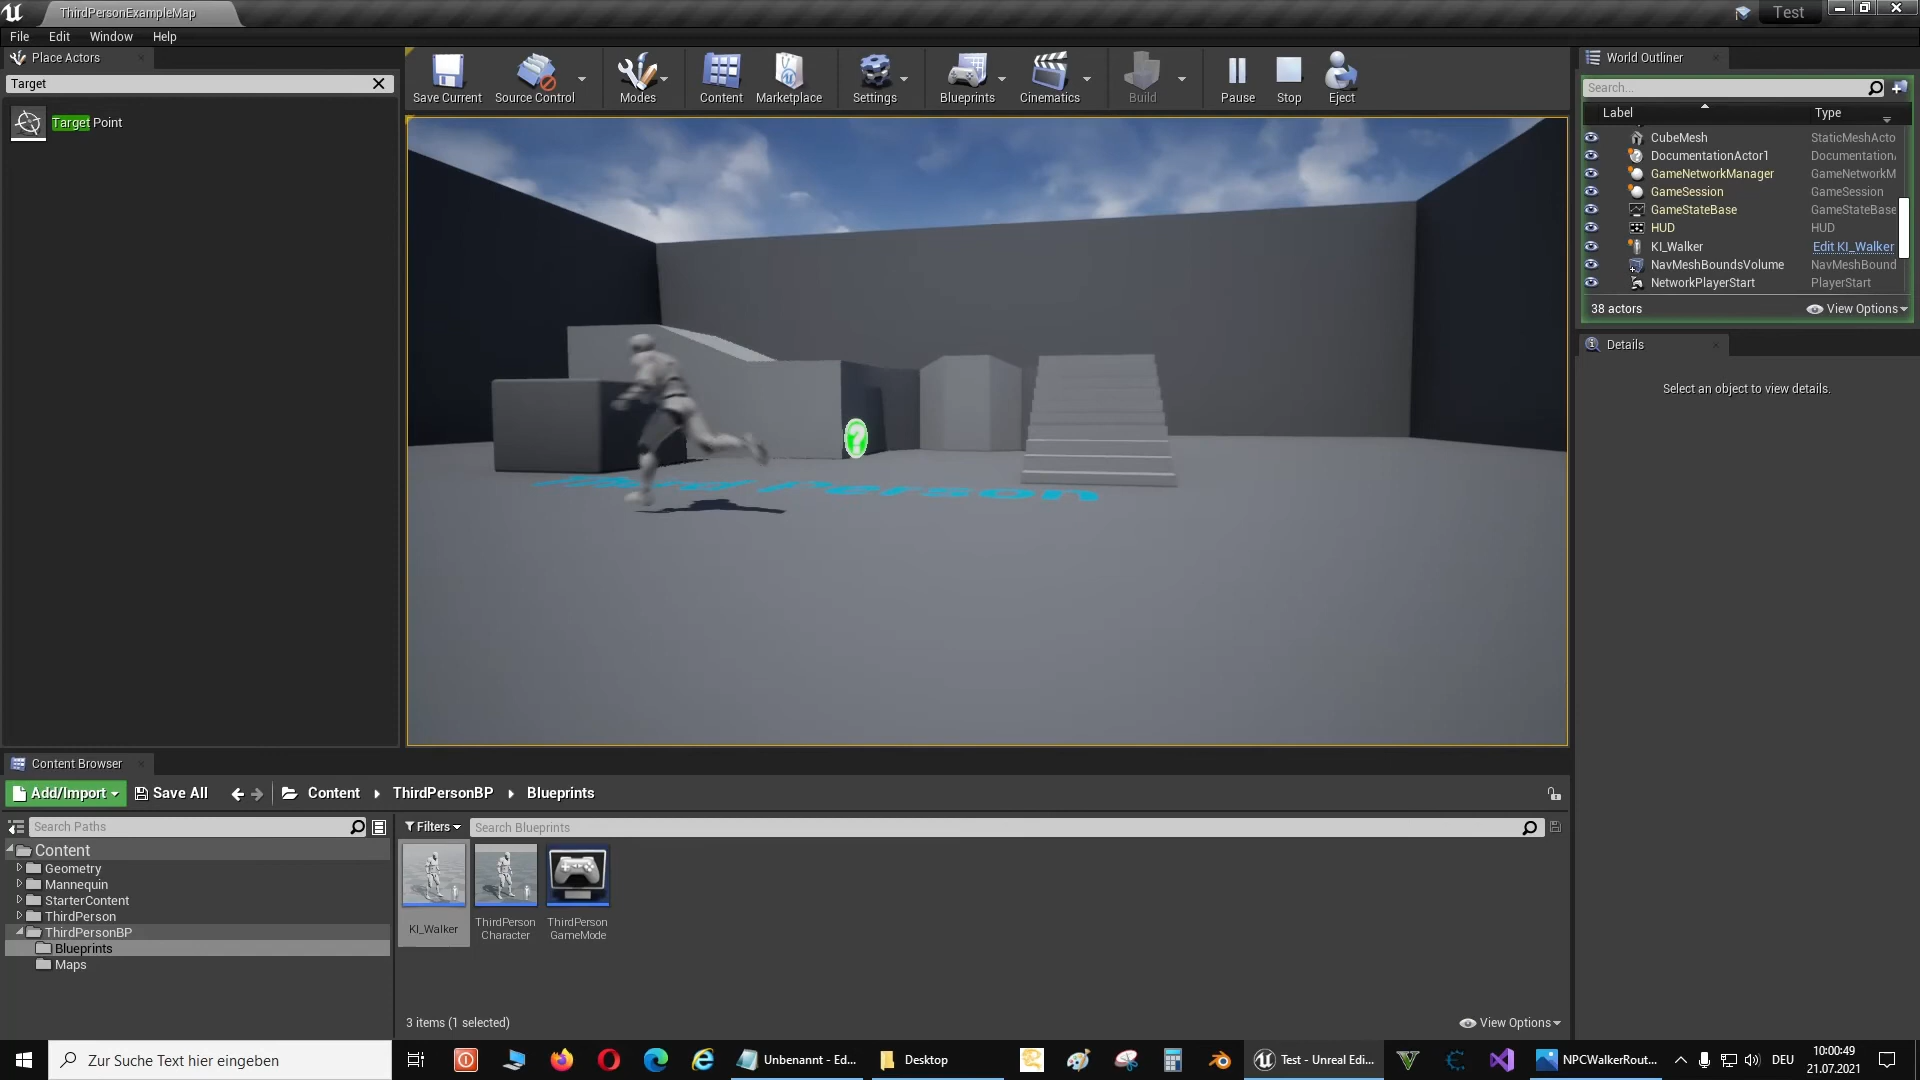 ThirdPersonExampleMap
Test
File Edit Window Help
Place Actors
Target
Target Point
Save Current
Source Control
Modes
Content
Marketplace
Settings
Blueprints
Cinematics
Build
Pause
Stop
Eject
World Outliner
Search...
Label Type
CubeMesh StaticMeshActo
DocumentationActor1 Documentation
GameNetworkManager GameNetworkM
GameSession GameSession
GameStateBase GameStateBase
HUD HUD
KI_Walker Edit KI_Walker
NavMeshBoundsVolume NavMeshBound
NetworkPlayerStart PlayerStart
38 actors View Options
Details
Select an object to view details.
?
Content Browser
Add/Import Save All Content ThirdPersonBP Blueprints
Search Paths
Filters Search Blueprints
Content
Geometry
Mannequin
StarterContent
ThirdPerson
ThirdPersonBP
Blueprints
Maps
KI_Walker
ThirdPerson
Character
ThirdPerson
GameMode
3 items (1 selected) View Options
Zur Suche Text hier eingeben
Unbenannt - Ed...
Desktop
Test - Unreal Edi...
NPCWalkerRout...
DEU
10:00:49
21.07.2021